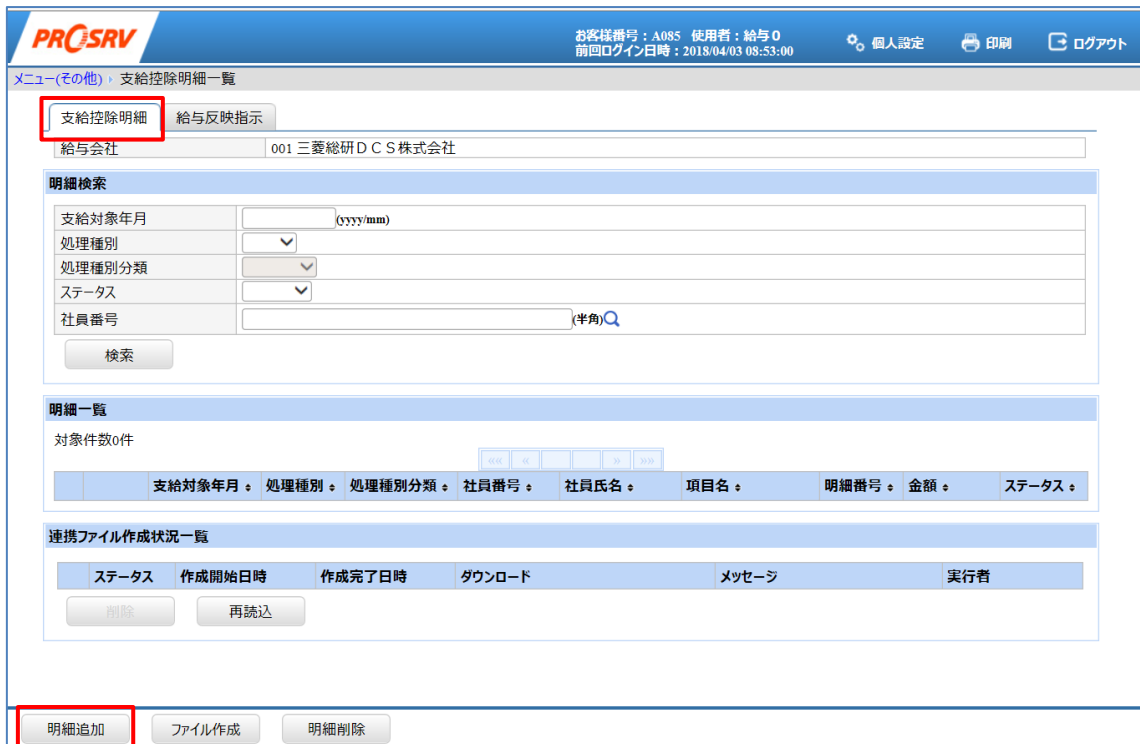 PROSRV
お客様番号：A085 使用者：給与０
前回ログイン日時：2018/04/03 08:53:00
個人設定
印刷
ログアウト
メニュー(その他) 支給控除明細一覧
支給控除明細 給与反映指示
給与会社 001 三菱総研ＤＣＳ株式会社
明細検索
支給対象年月 (yyyy/mm)
処理種別
処理種別分類
ステータス
社員番号 (半角)
検索
明細一覧
対象件数0件
«« « » »»
支給対象年月 処理種別 処理種別分類 社員番号 社員氏名 項目名 明細番号 金額 ステータス
連携ファイル作成状況一覧
ステータス 作成開始日時 作成完了日時 ダウンロード メッセージ 実行者
削除 再読込
明細追加 ファイル作成 明細削除